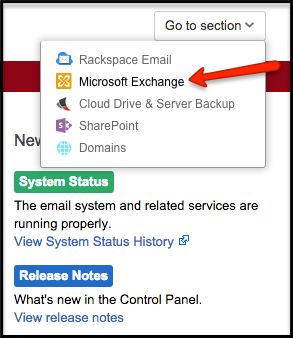 Go to section
Rackspace Email
Microsoft Exchange
Cloud Drive & Server Backup
SharePoint
Domains
New
System Status
The email system and related services are
running properly.
View System Status History
Release Notes
What's new in the Control Panel.
View release notes